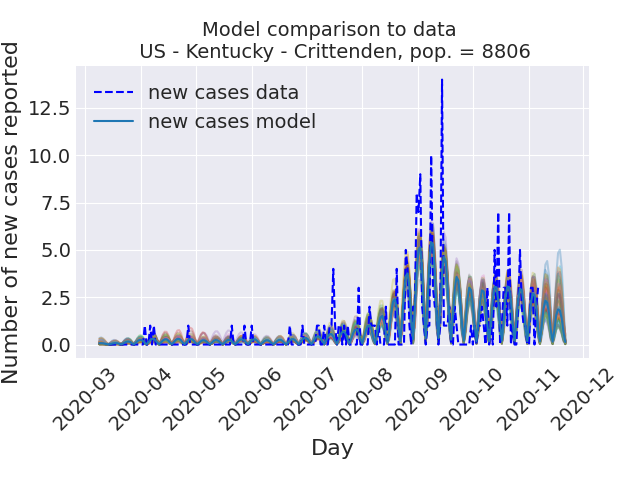 Model comparison to data
US - Kentucky - Crittenden, pop. = 8806
new cases data
new cases model
Number of new cases reported
12.5
10.0
7.5
5.0
2.5
0.0
2020-03
2020-04
2020-05
2020-06
2020-07
2020-08
2020-09
2020-10
2020-11
2020-12
Day